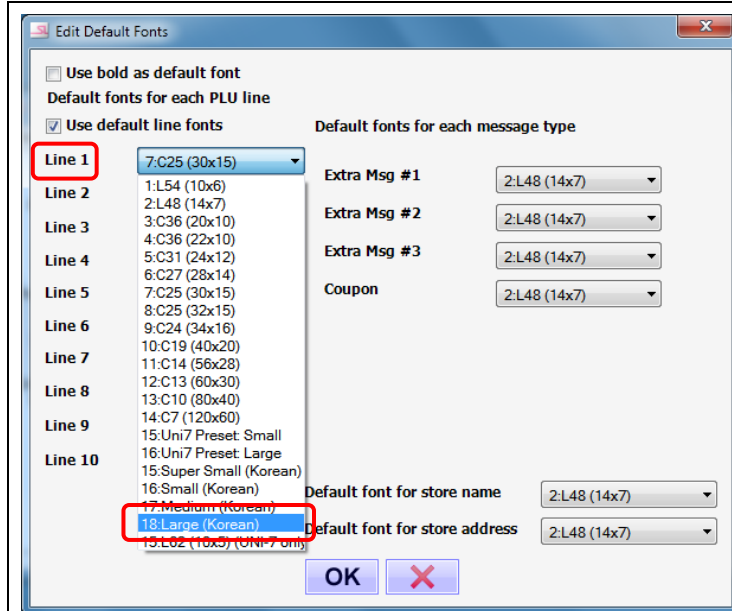 Edit Default Fonts
Use bold as default font
Default fonts for each PLU line
Use default line fonts
Default fonts for each message type
Line 1
7:C25 (30x15)
Line 2
Line 3
Line 4
Line 5
Line 6
Line 7
Line 8
Line 9
Line 10
1:L54 (10x6)
2:L48 (14x7)
3:C36 (20x10)
4:C36 (22x10)
5:C31 (24x12)
6:C27 (28x14)
7:C25 (30x15)
8:C25 (32x15)
9:C24 (34x16)
10:C19 (40x20)
11:C14 (56x28)
12:C13 (60x30)
13:C10 (80x40)
14:C7 (120x60)
15:Uni7 Preset: Small
16:Uni7 Preset: Large
15:Super Small (Korean)
16:Small (Korean)
17:Medium (Korean)
18:Large (Korean)
15:L62 (10x5) (UNI-7 only
Extra Msg #1
2:L48 (14x7)
Extra Msg #2
2:L48 (14x7)
Extra Msg #3
2:L48 (14x7)
Coupon
2:L48 (14x7)
Default font for store name
2:L48 (14x7)
Default font for store address
2:L48 (14x7)
OK